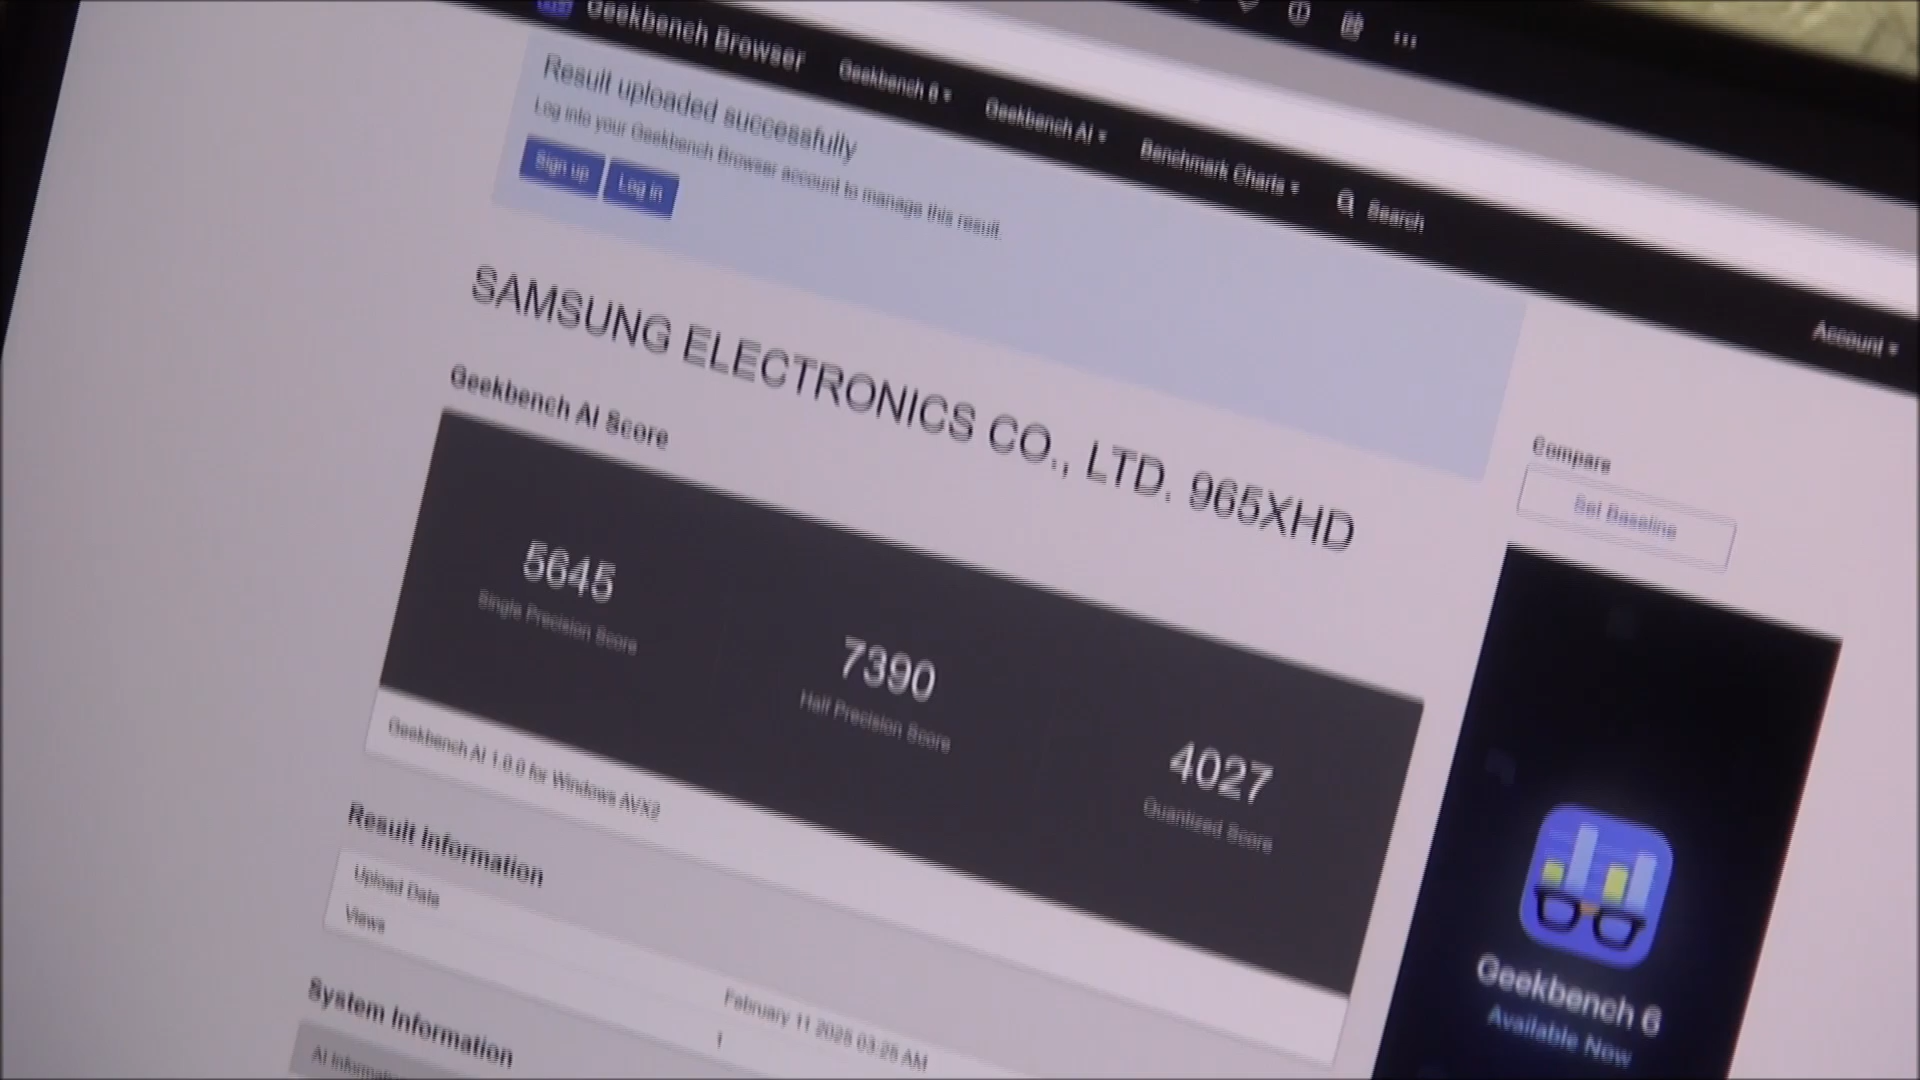 Geekbench Browser
Geekbench 6
Geekbench AI
Benchmark Charts
Search
Account
Result uploaded successfully
Log into your Geekbench Browser account to manage this result.
Sign up
Log in
SAMSUNG ELECTRONICS CO., LTD. 965XHD
Geekbench AI Score
5645
Single Precision Score
7390
Half Precision Score
4027
Quantized Score
Geekbench AI 1.0.0 for Windows AVX2
Result Information
Upload Date
February 11 2025 03:25 AM
Views
1
System Information
AI Information
Compare
Set Baseline
Geekbench 6
Available Now